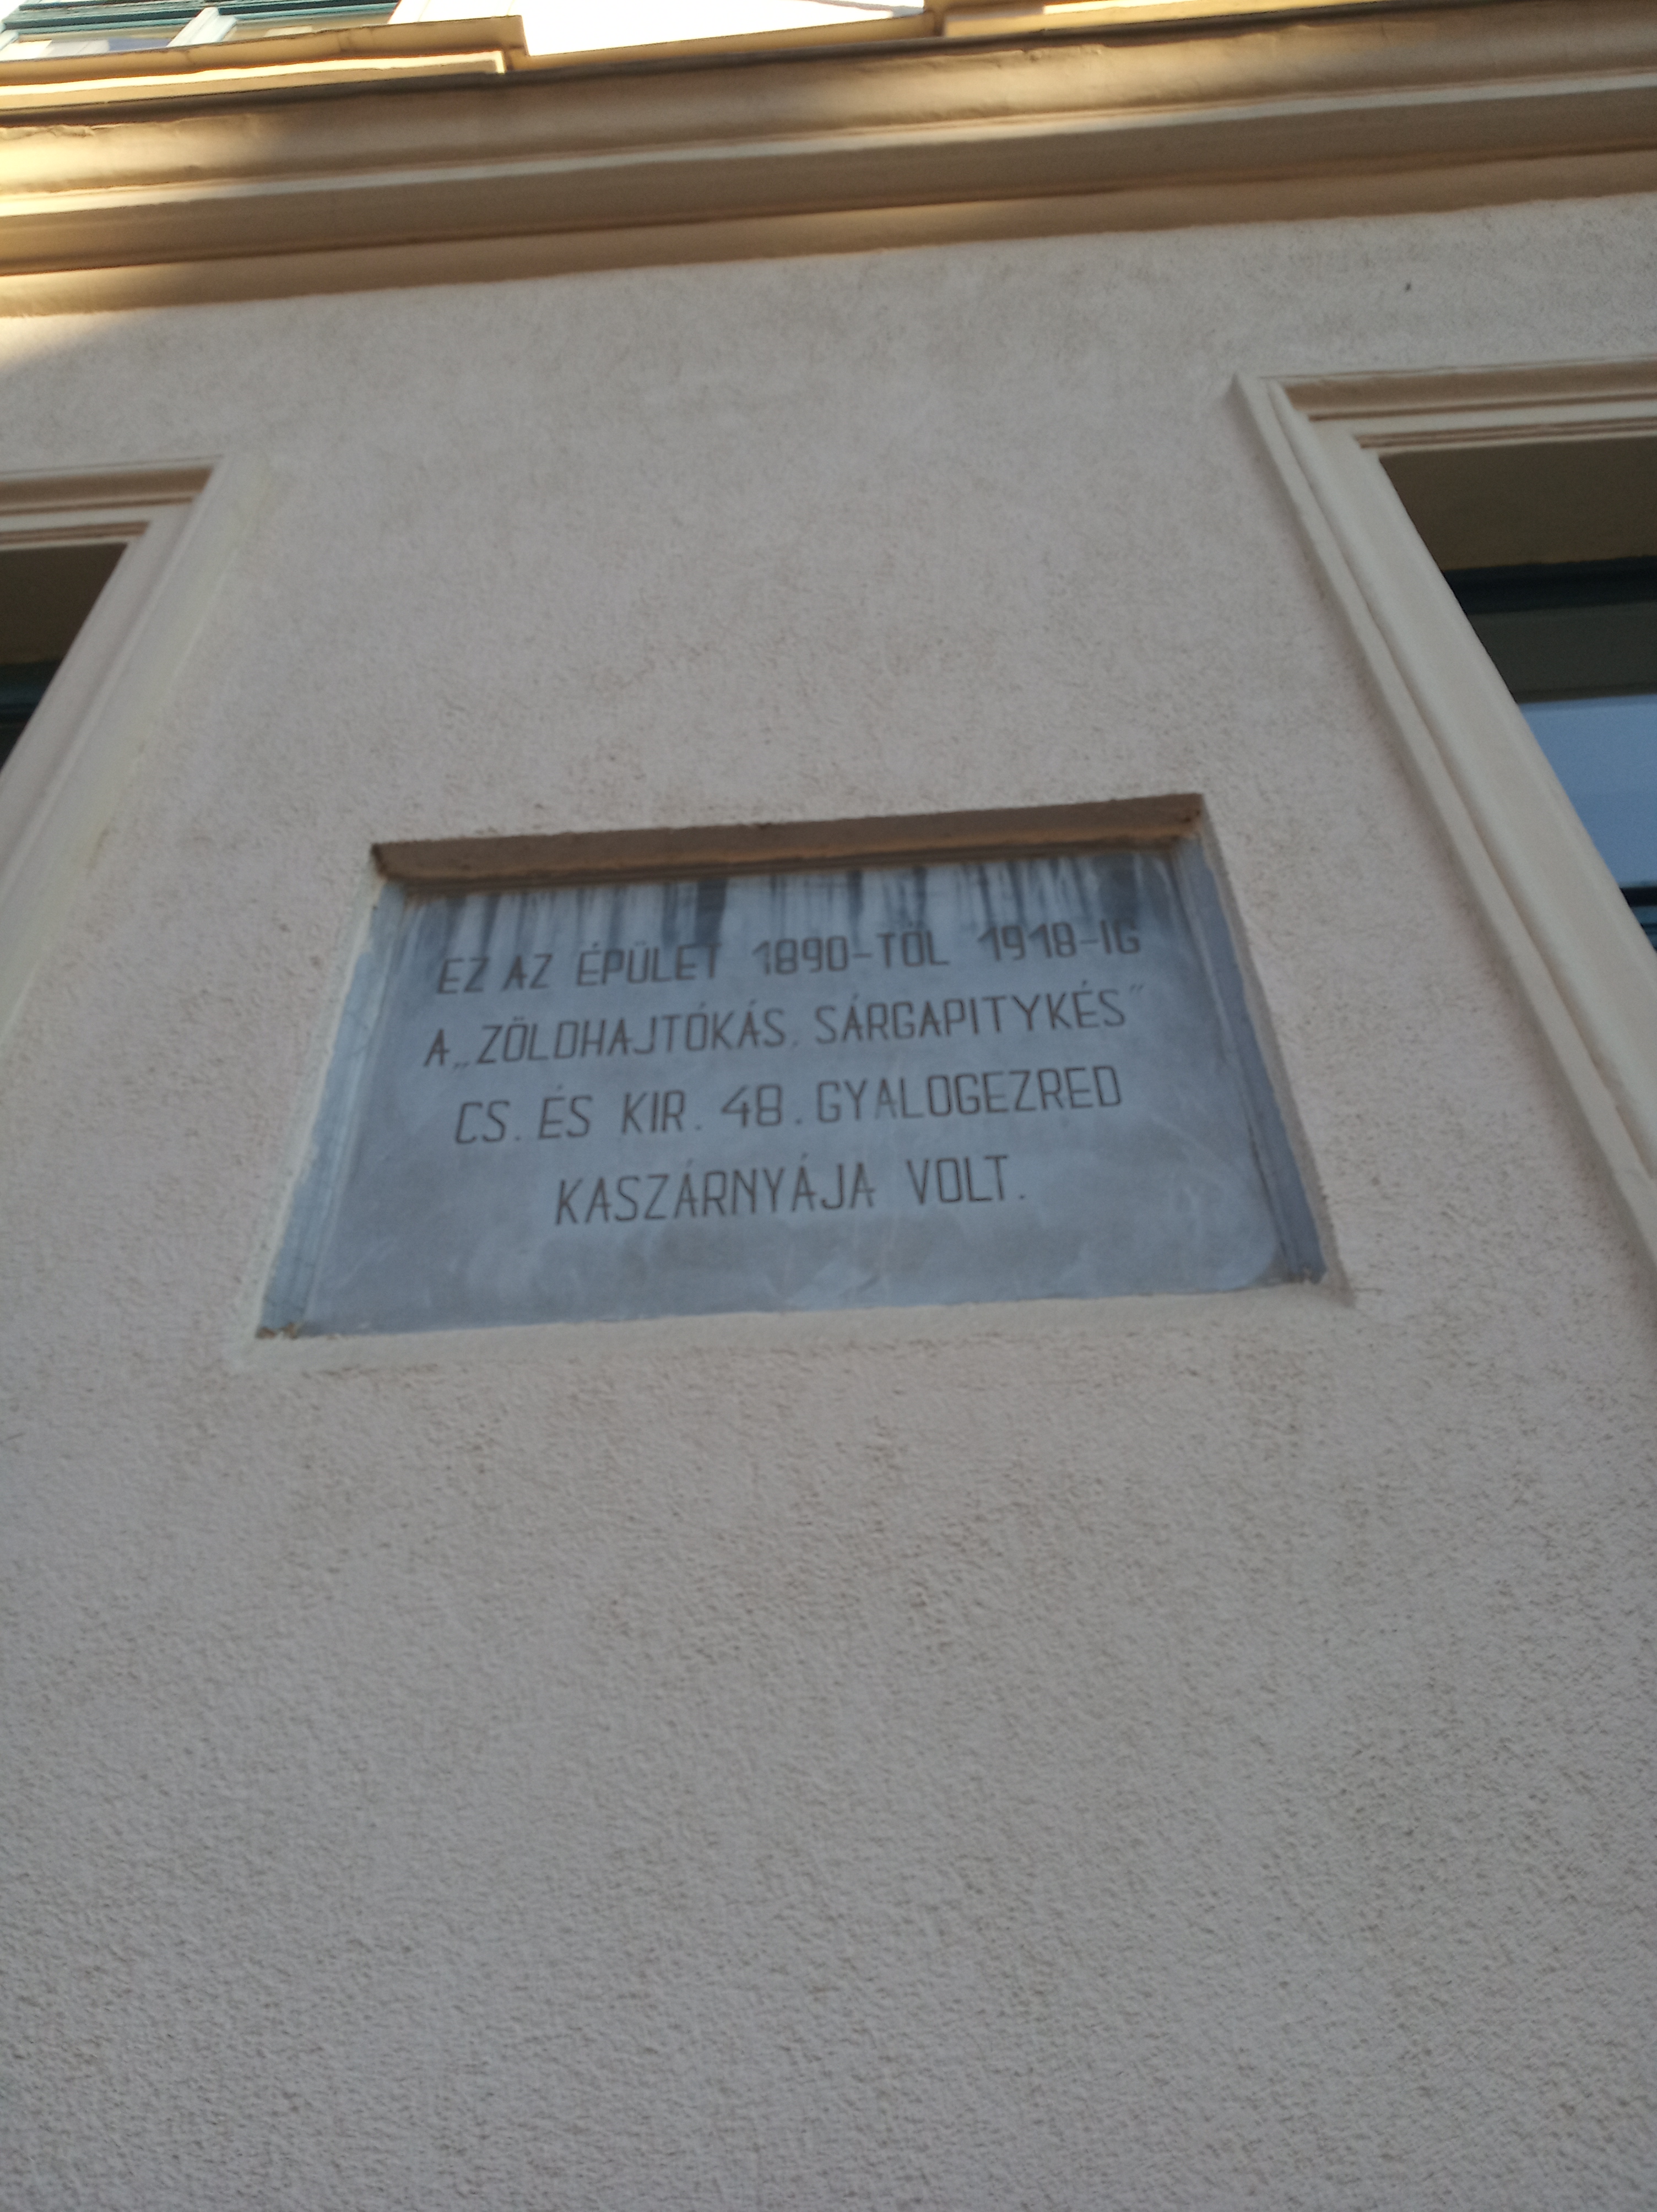 EZ AZ ÉPÜLET 1890-TŐL 1918-IG
A „ZÖLDHAJTÓKÁS, SÁRGAPITYKÉS”
CS. ÉS KIR. 48. GYALOGEZRED
KASZÁRNYÁJA VOLT.